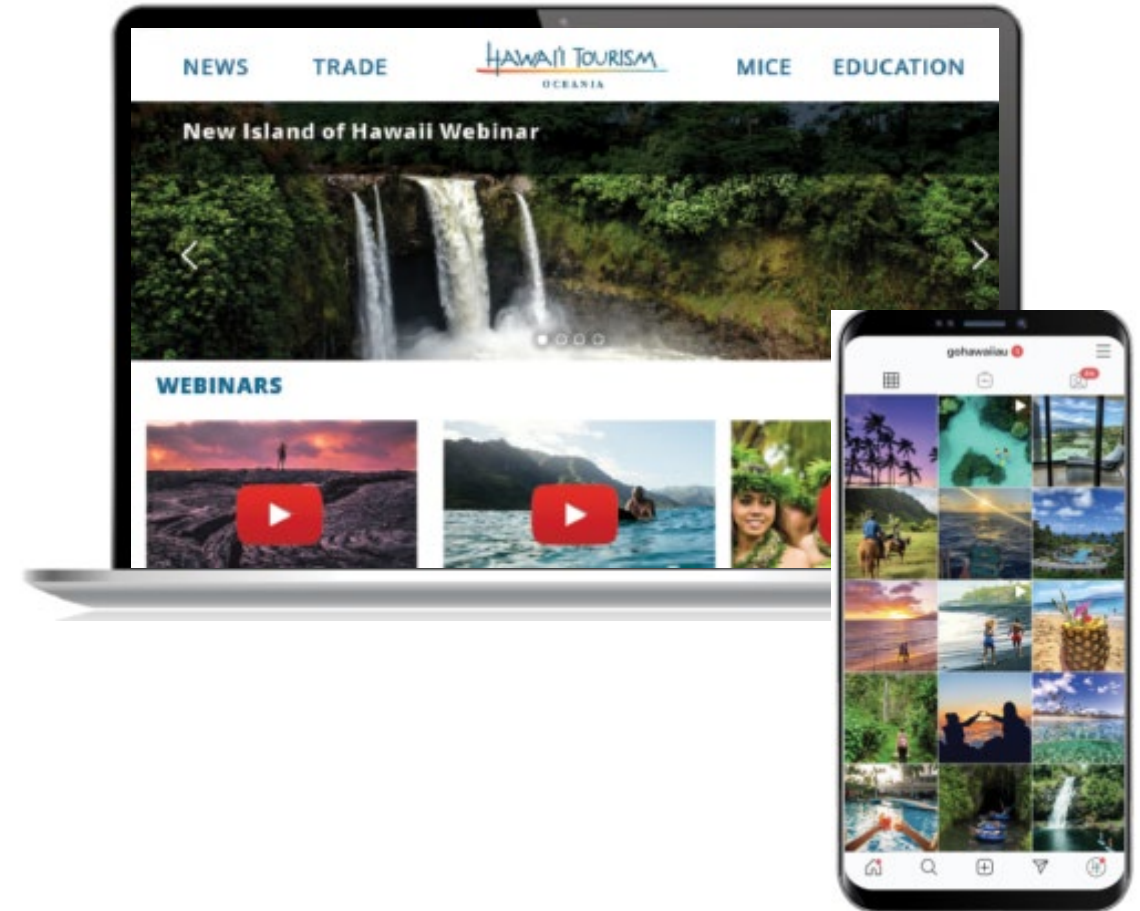 NEWS
TRADE
HAWAI'I TOURISM
OCEANIA
MICE
EDUCATION
New Island of Hawaii Webinar
WEBINARS
gohawaiiau